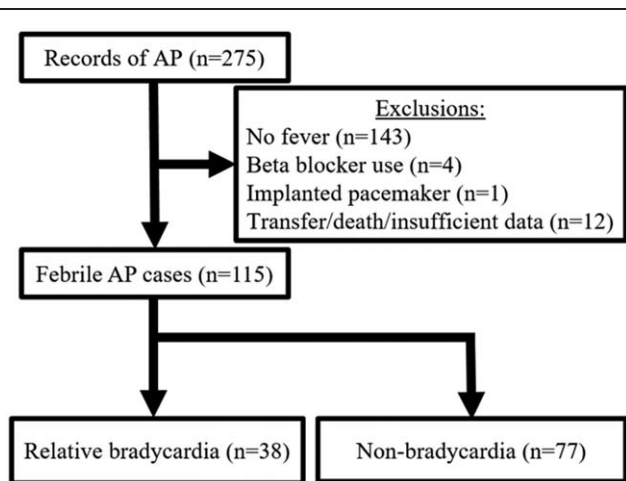 Records of AP (n=275)
Exclusions:
No fever (n=143)
Beta blocker use (n=4)
Implanted pacemaker (n=1)
Transfer/death/insufficient data (n=12)
Febrile AP cases (n=115)
Relative bradycardia (n=38)
Non-bradycardia (n=77)